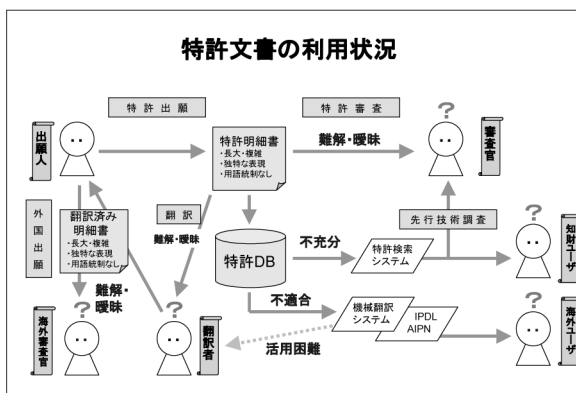 特許文書の利用状況
特許出願
特許審査
出願人
特許明細書
・長大・複雑
・独特な表現
・用語統制なし
難解・曖昧
?
審査官
外国出願
翻訳済み
明細書
・長大・複雑
・独特な表現
・用語統制なし
翻訳
難解・曖昧
先行技術調査
特許DB
不充分
特許検索
システム
?
知財ユーザ
難解・
曖昧
?
海外審査官
?
翻訳者
不適合
機械翻訳
システム
IPDL
AIPN
活用困難
?
海外ユーザ